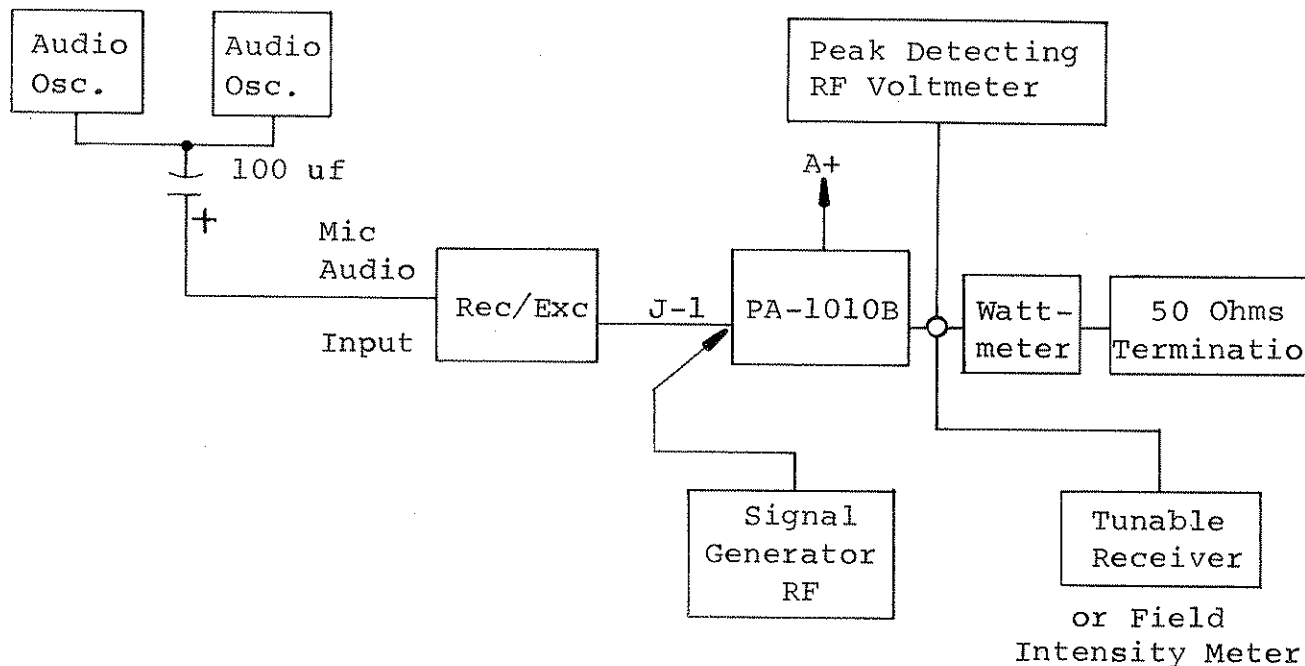 Audio
Osc.
Audio
Osc.
100 uf
+
Mic
Audio
Input
Rec/Exc
J-1
A+
PA-1010B
Peak Detecting
RF Voltmeter
Watt-
meter
50 Ohms
Terminatio
Signal
Generator
RF
Tunable
Receiver
or Field
Intensity Meter